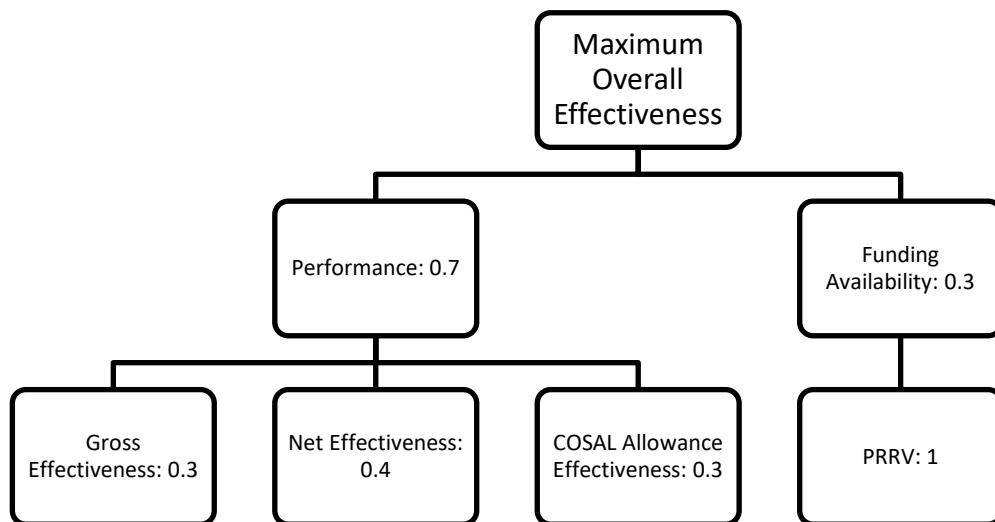 Maximum
Overall
Effectiveness
Performance: 0.7
Funding
Availability: 0.3
Gross
Effectiveness: 0.3
Net Effectiveness:
0.4
COSAL Allowance
Effectiveness: 0.3
PRRV: 1